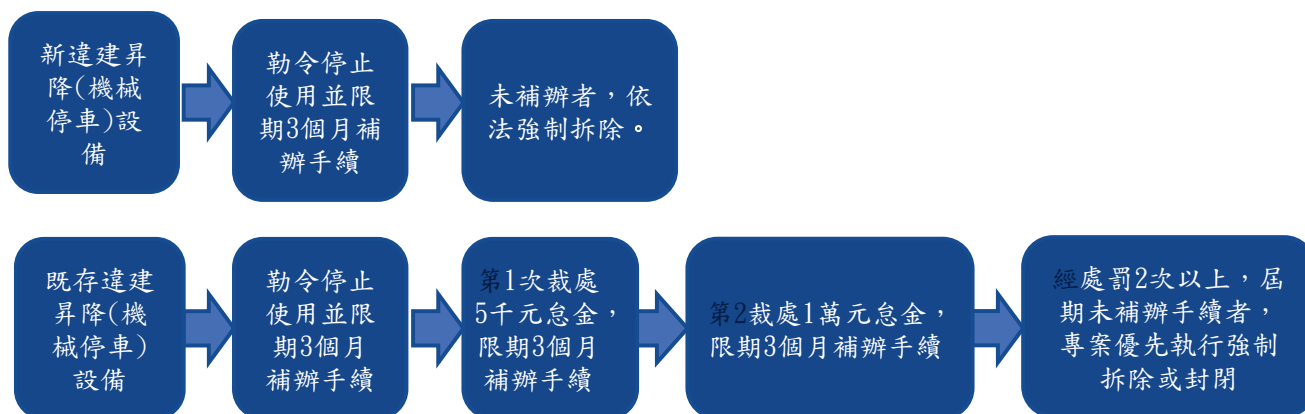 新違建昇
降(機械
停車)設
備
勒令停止
使用並限
期3個月補
辦手續
未補辦者，依
法強制拆除。
既存違建
昇降(機
械停車)
設備
勒令停止
使用並限
期3個月
補辦手續
第1次裁處
5千元怠金，
限期3個月
補辦手續
第2裁處1萬元怠金，
限期3個月補辦手續
經處罰2次以上，屆
期未補辦手續者，
專案優先執行強制
拆除或封閉